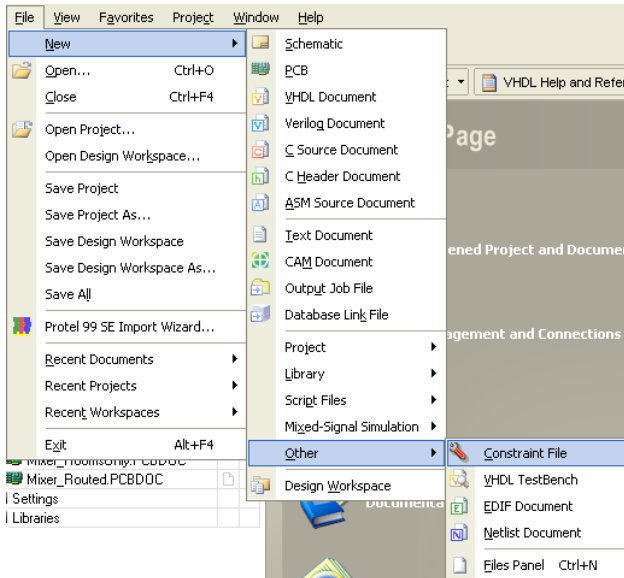 File View Favorites Project Window Help
New
Open... Ctrl+O
Close Ctrl+F4
Open Project...
Open Design Workspace...
Save Project
Save Project As...
Save Design Workspace
Save Design Workspace As...
Save All
Protel 99 SE Import Wizard...
Recent Documents
Recent Projects
Recent Workspaces
Exit Alt+F4
Schematic
PCB
VHDL Document
Verilog Document
C Source Document
C Header Document
ASM Source Document
Text Document
CAM Document
Output Job File
Database Link File
Project
Library
Script Files
Mixed-Signal Simulation
Other
Design Workspace
Constraint File
VHDL TestBench
EDIF Document
Netlist Document
Files Panel Ctrl+N
VHDL Help and Refer
Page
ened Project and Docume
agement and Connections
Documenta
Mixer_Routed.PCBDOC
Settings
Libraries